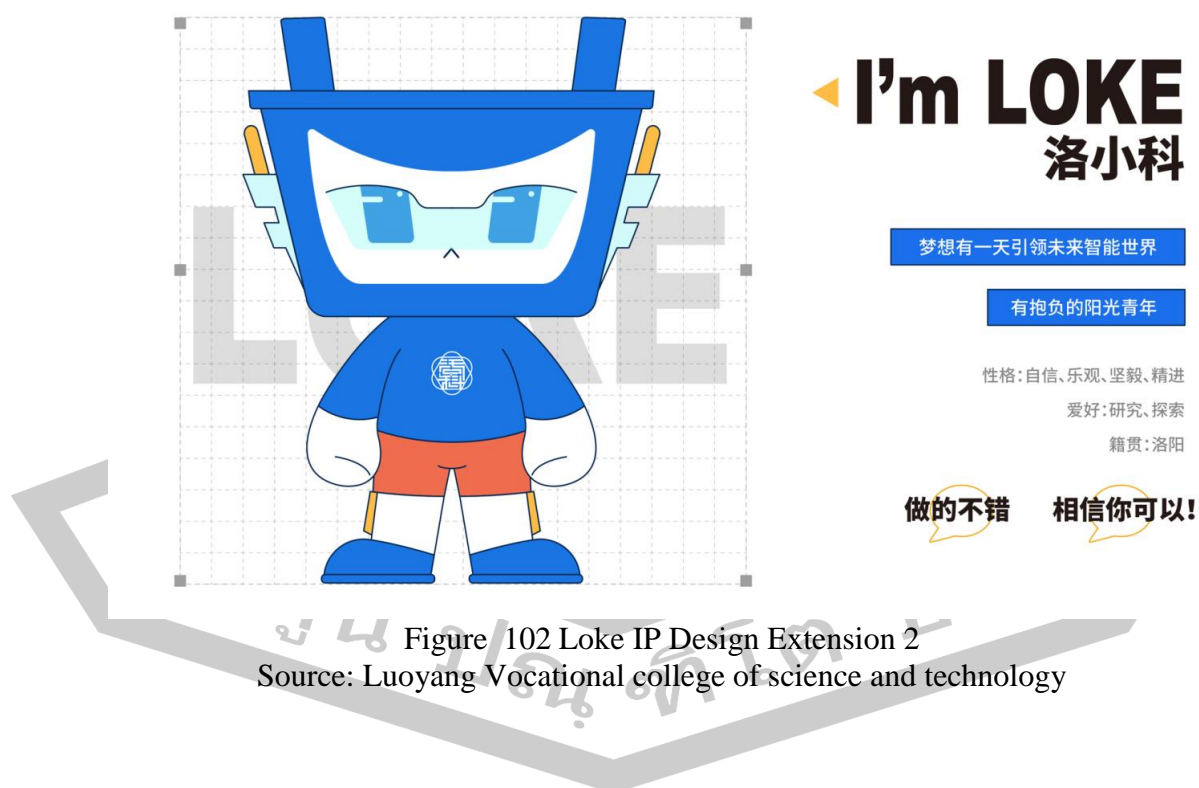 LOKE
I'm LOKE
洛小科
梦想有一天引领未来智能世界
有抱负的阳光青年
性格：自信、乐观、坚毅、精进
爱好：研究、探索
籍贯：洛阳
做的不错 相信你可以！
Figure 102 Loke IP Design Extension 2
Source: Luoyang Vocational college of science and technology